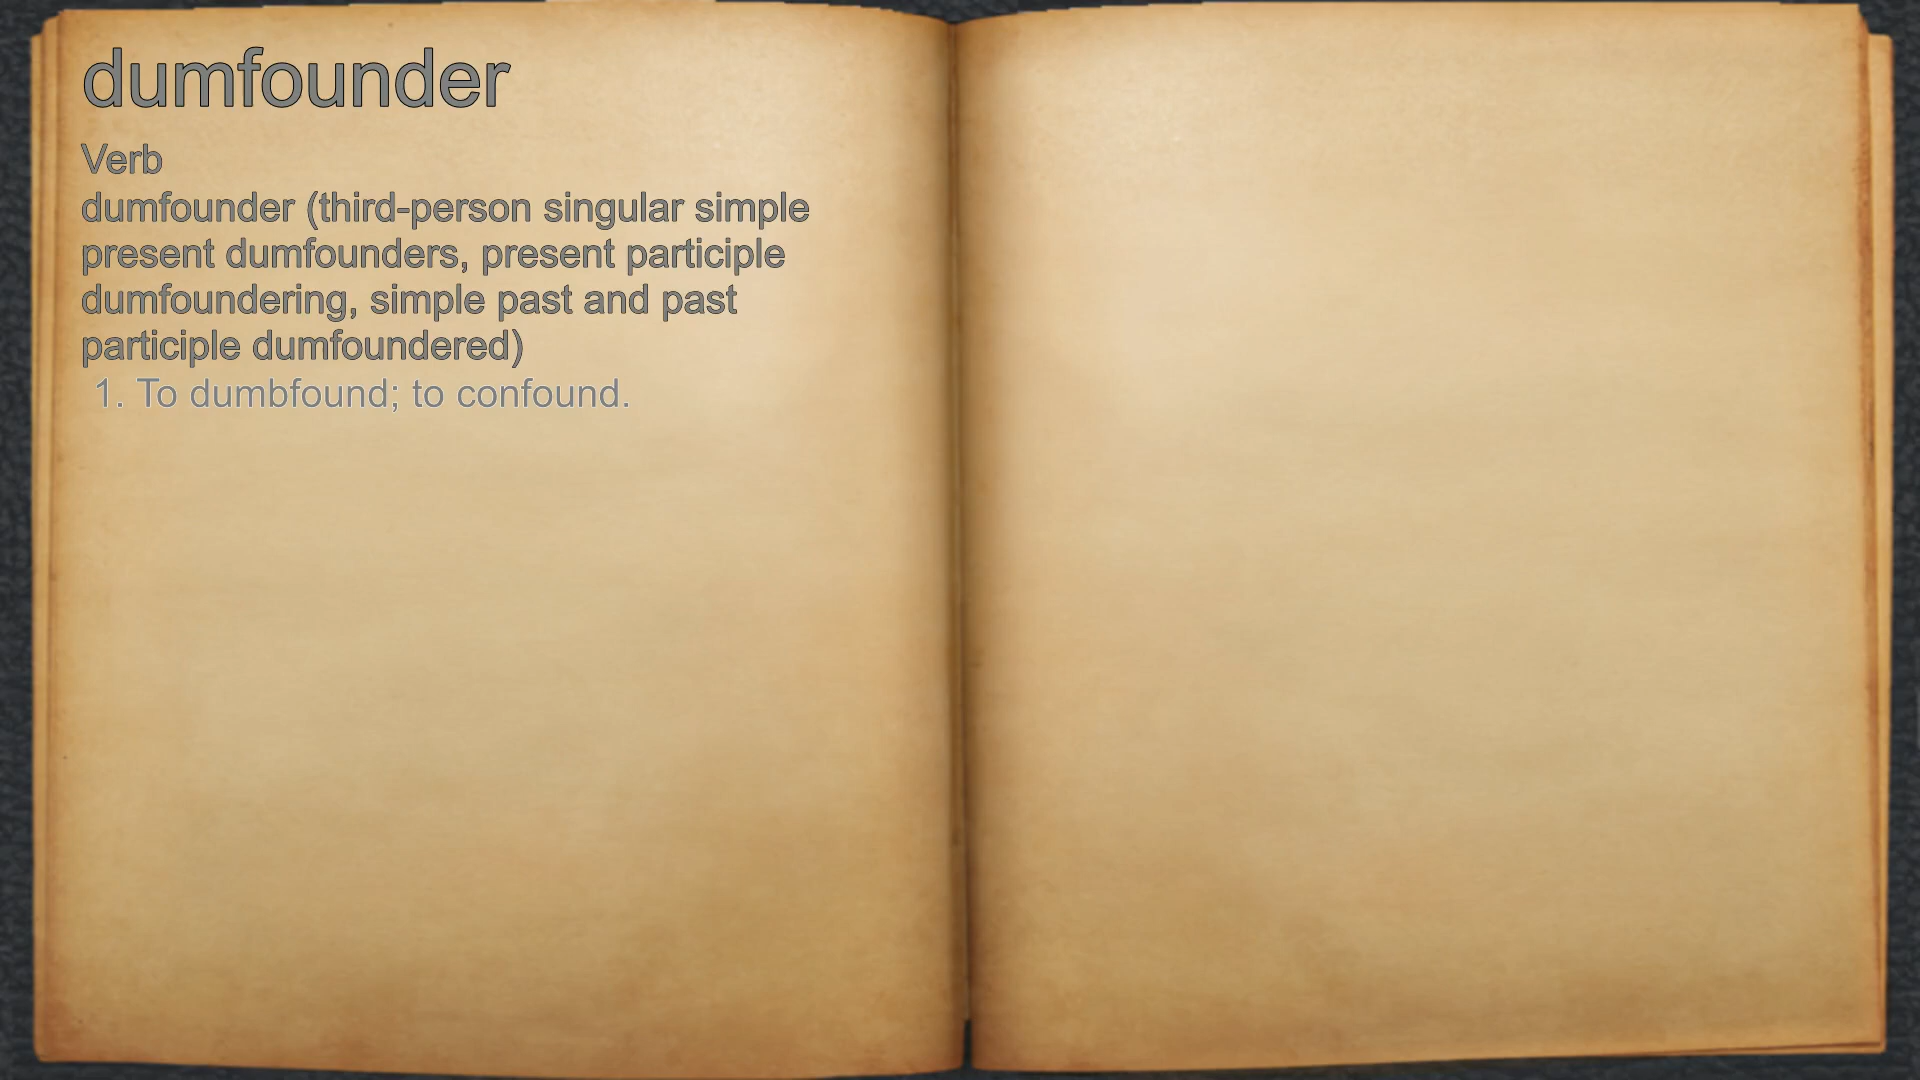 dumfounder
Verb
dumfounder (third-person singular simple
present dumfounders, present participle
dumfoundering, simple past and past
participle dumfoundered)
1. To dumbfound; to confound.